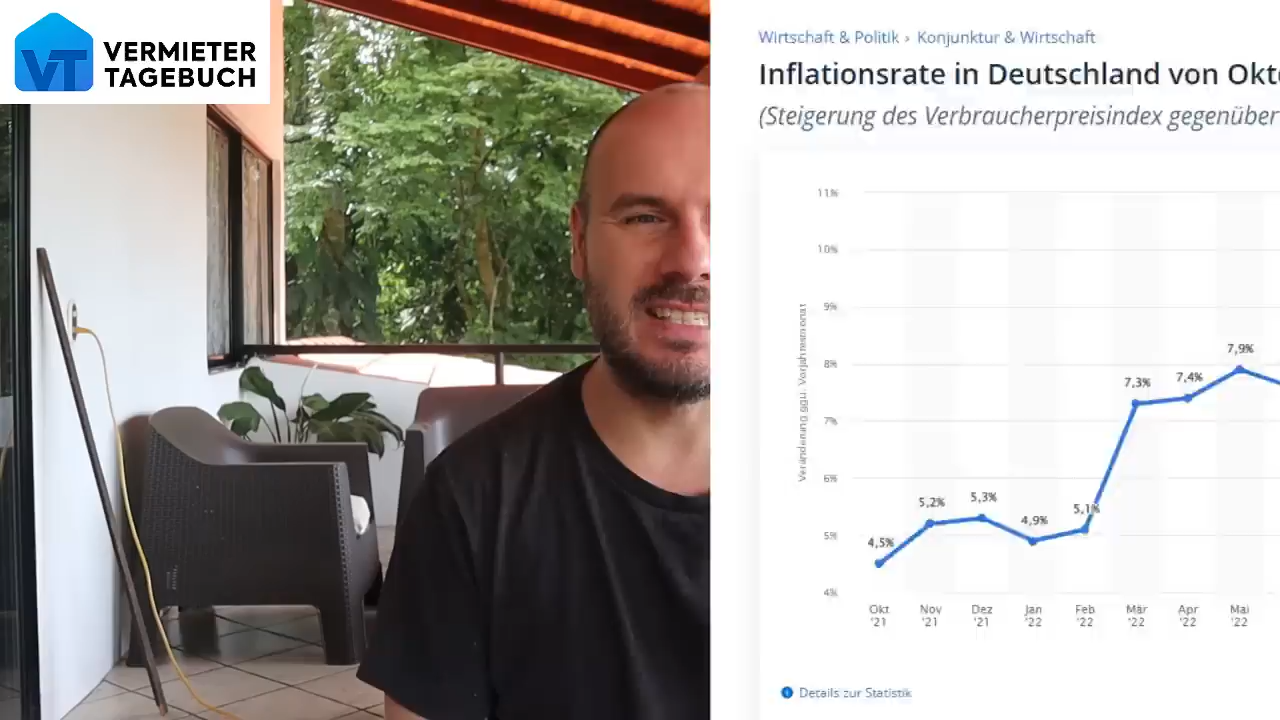 VERMIETER
TAGEBUCH
Wirtschaft & Politik › Konjunktur & Wirtschaft
Inflationsrate in Deutschland von Okt
(Steigerung des Verbraucherpreisindex gegenüber
11%
10%
9%
8%
7%
6%
5%
4%
Veränderung ggü. Vorjahresmonat
4,5%
5,2%
5,3%
4,9%
5,1%
7,3%
7,4%
7,9%
Okt '21
Nov '21
Dez '21
Jan '22
Feb '22
Mär '22
Apr '22
Mai '22
Details zur Statistik